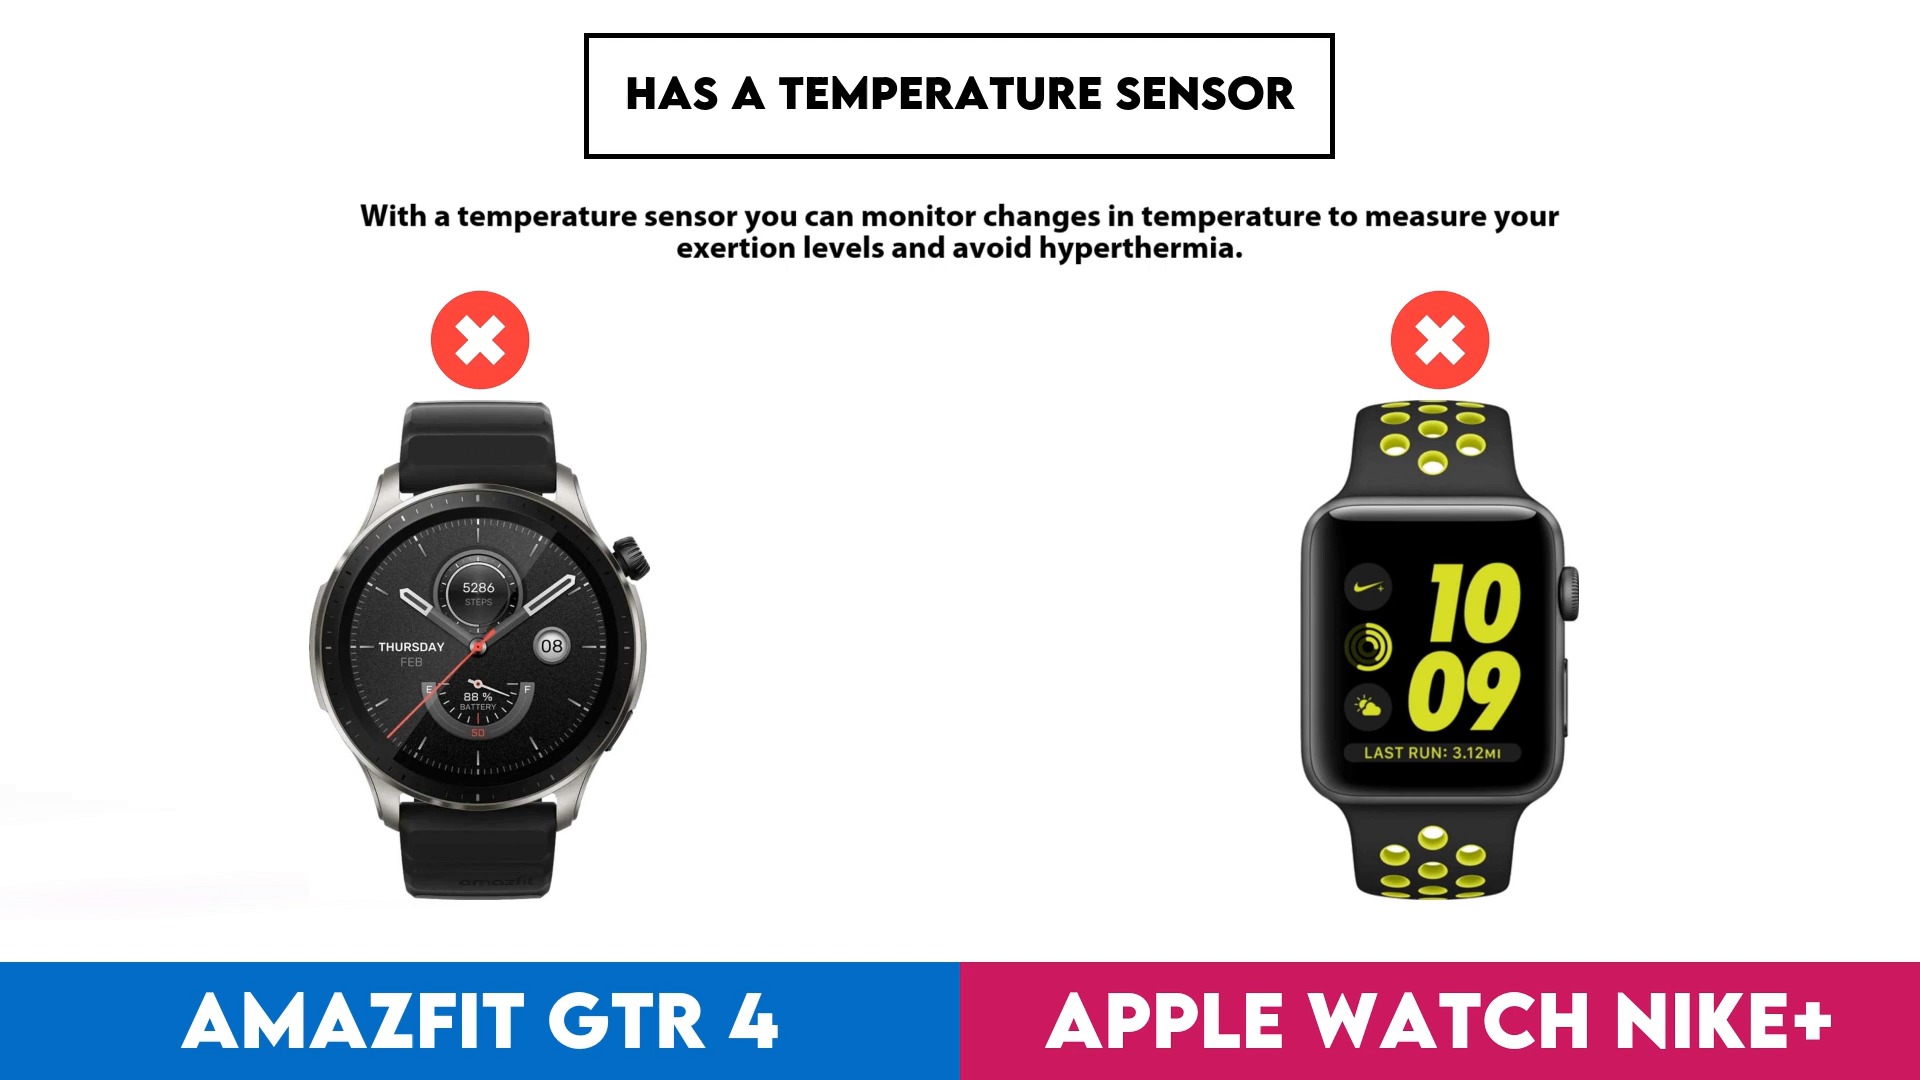 HAS A TEMPERATURE SENSOR
With a temperature sensor you can monitor changes in temperature to measure your
exertion levels and avoid hyperthermia.
5286
STEPS
THURSDAY
FEB
08
E
F
88 %
BATTERY
50
amazfit
10
09
LAST RUN: 3.12MI
AMAZFIT GTR 4
APPLE WATCH NIKE+